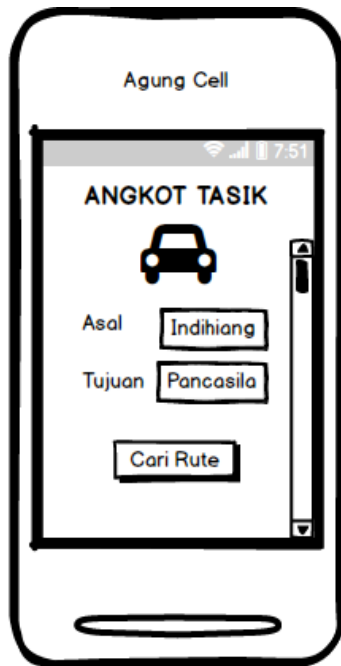 Agung Cell
7:51
ANGKOT TASIK
Asal Indihiang
Tujuan Pancasila
Cari Rute